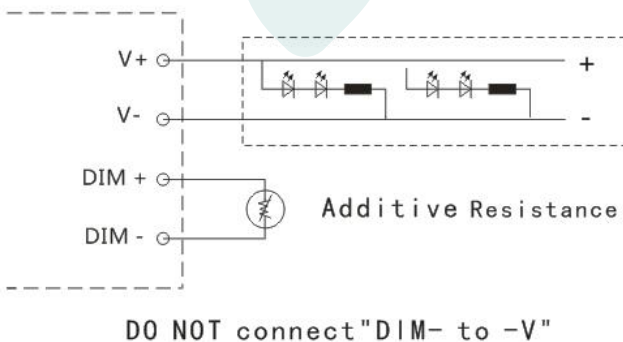 V+
+
V-
-
DIM +
Additive Resistance
DIM -
DO NOT connect"DIM- to -V"